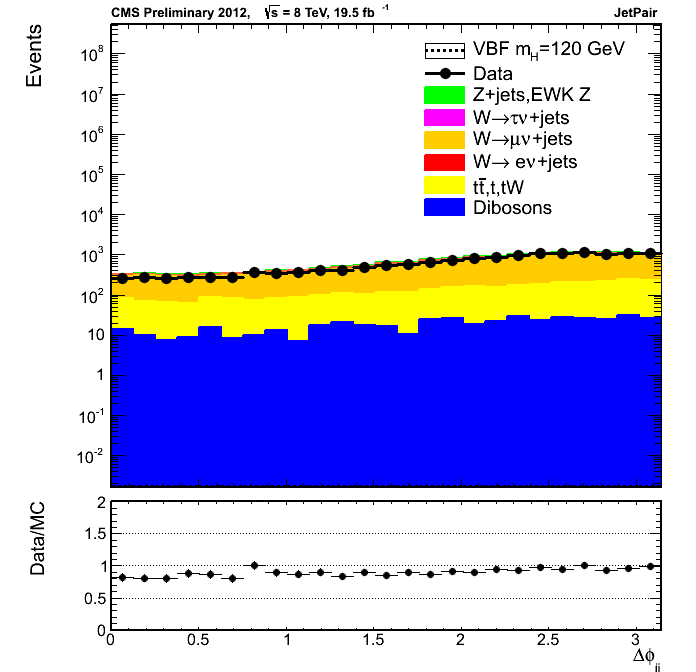 CMS Preliminary 2012, √s = 8 TeV, 19.5 fb⁻¹ JetPair
Events
VBF m_H=120 GeV
Data
Z+jets,EWK Z
W→τν+jets
W→μν+jets
W→ eν+jets
tt̄,t,tW
Dibosons
10⁸
10⁷
10⁶
10⁵
10⁴
10³
10²
10
1
10⁻¹
10⁻²
Data/MC
2
1.5
1
0.5
0
0 0.5 1 1.5 2 2.5 3
Δϕ_jj